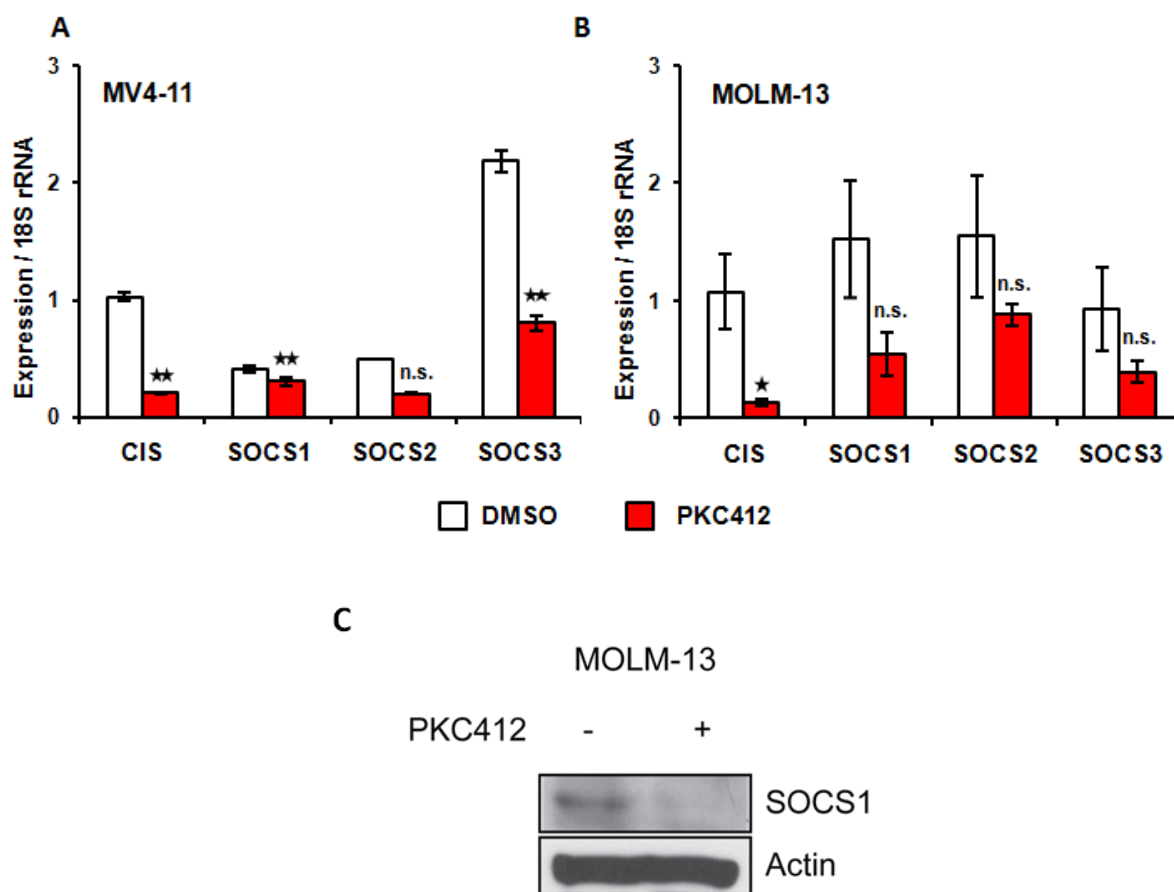 A
B
3
MV4-11
2
1
0
Expression / 18S rRNA
★★
★★
n.s.
★★
CIS SOCS1 SOCS2 SOCS3
3
MOLM-13
2
1
0
Expression / 18S rRNA
★
n.s.
n.s.
n.s.
CIS SOCS1 SOCS2 SOCS3
DMSO PKC412
C
MOLM-13
PKC412 - +
SOCS1
Actin